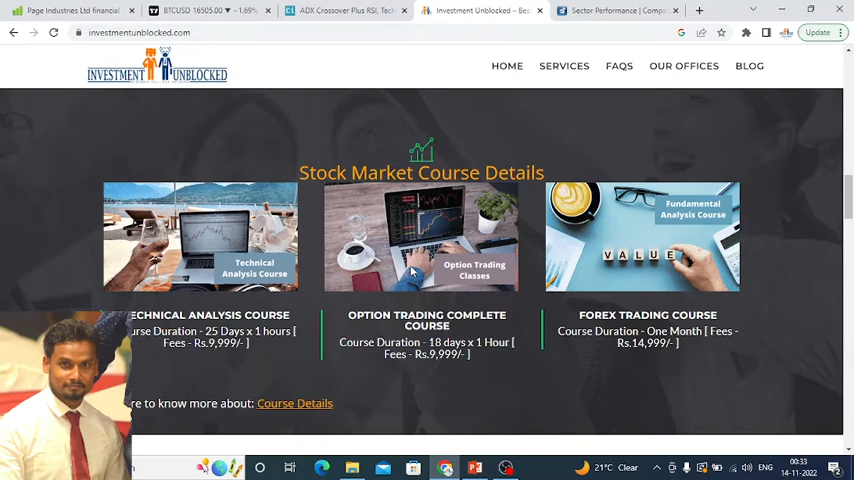 Page Industries Ltd financial
BTCUSD 16505.00 ▼ −1.69%
ADX Crossover Plus RSI, Tech
Investment Unblocked – Bes
Sector Performance | Compa
investmentunblocked.com
Update
INVESTMENT UNBLOCKED
HOME
SERVICES
FAQS
OUR OFFICES
BLOG
Stock Market Course Details
Technical
Analysis Course
Option Trading
Classes
Fundamental
Analysis Course
VALUE
ECHNICAL ANALYSIS COURSE
urse Duration - 25 Days x 1 hours [
Fees - Rs.9,999/- ]
OPTION TRADING COMPLETE
COURSE
Course Duration - 18 days x 1 Hour [
Fees - Rs.9,999/- ]
FOREX TRADING COURSE
Course Duration - One Month [ Fees -
Rs.14,999/- ]
re to know more about: Course Details
21°C Clear
ENG
00:33
14-11-2022
2